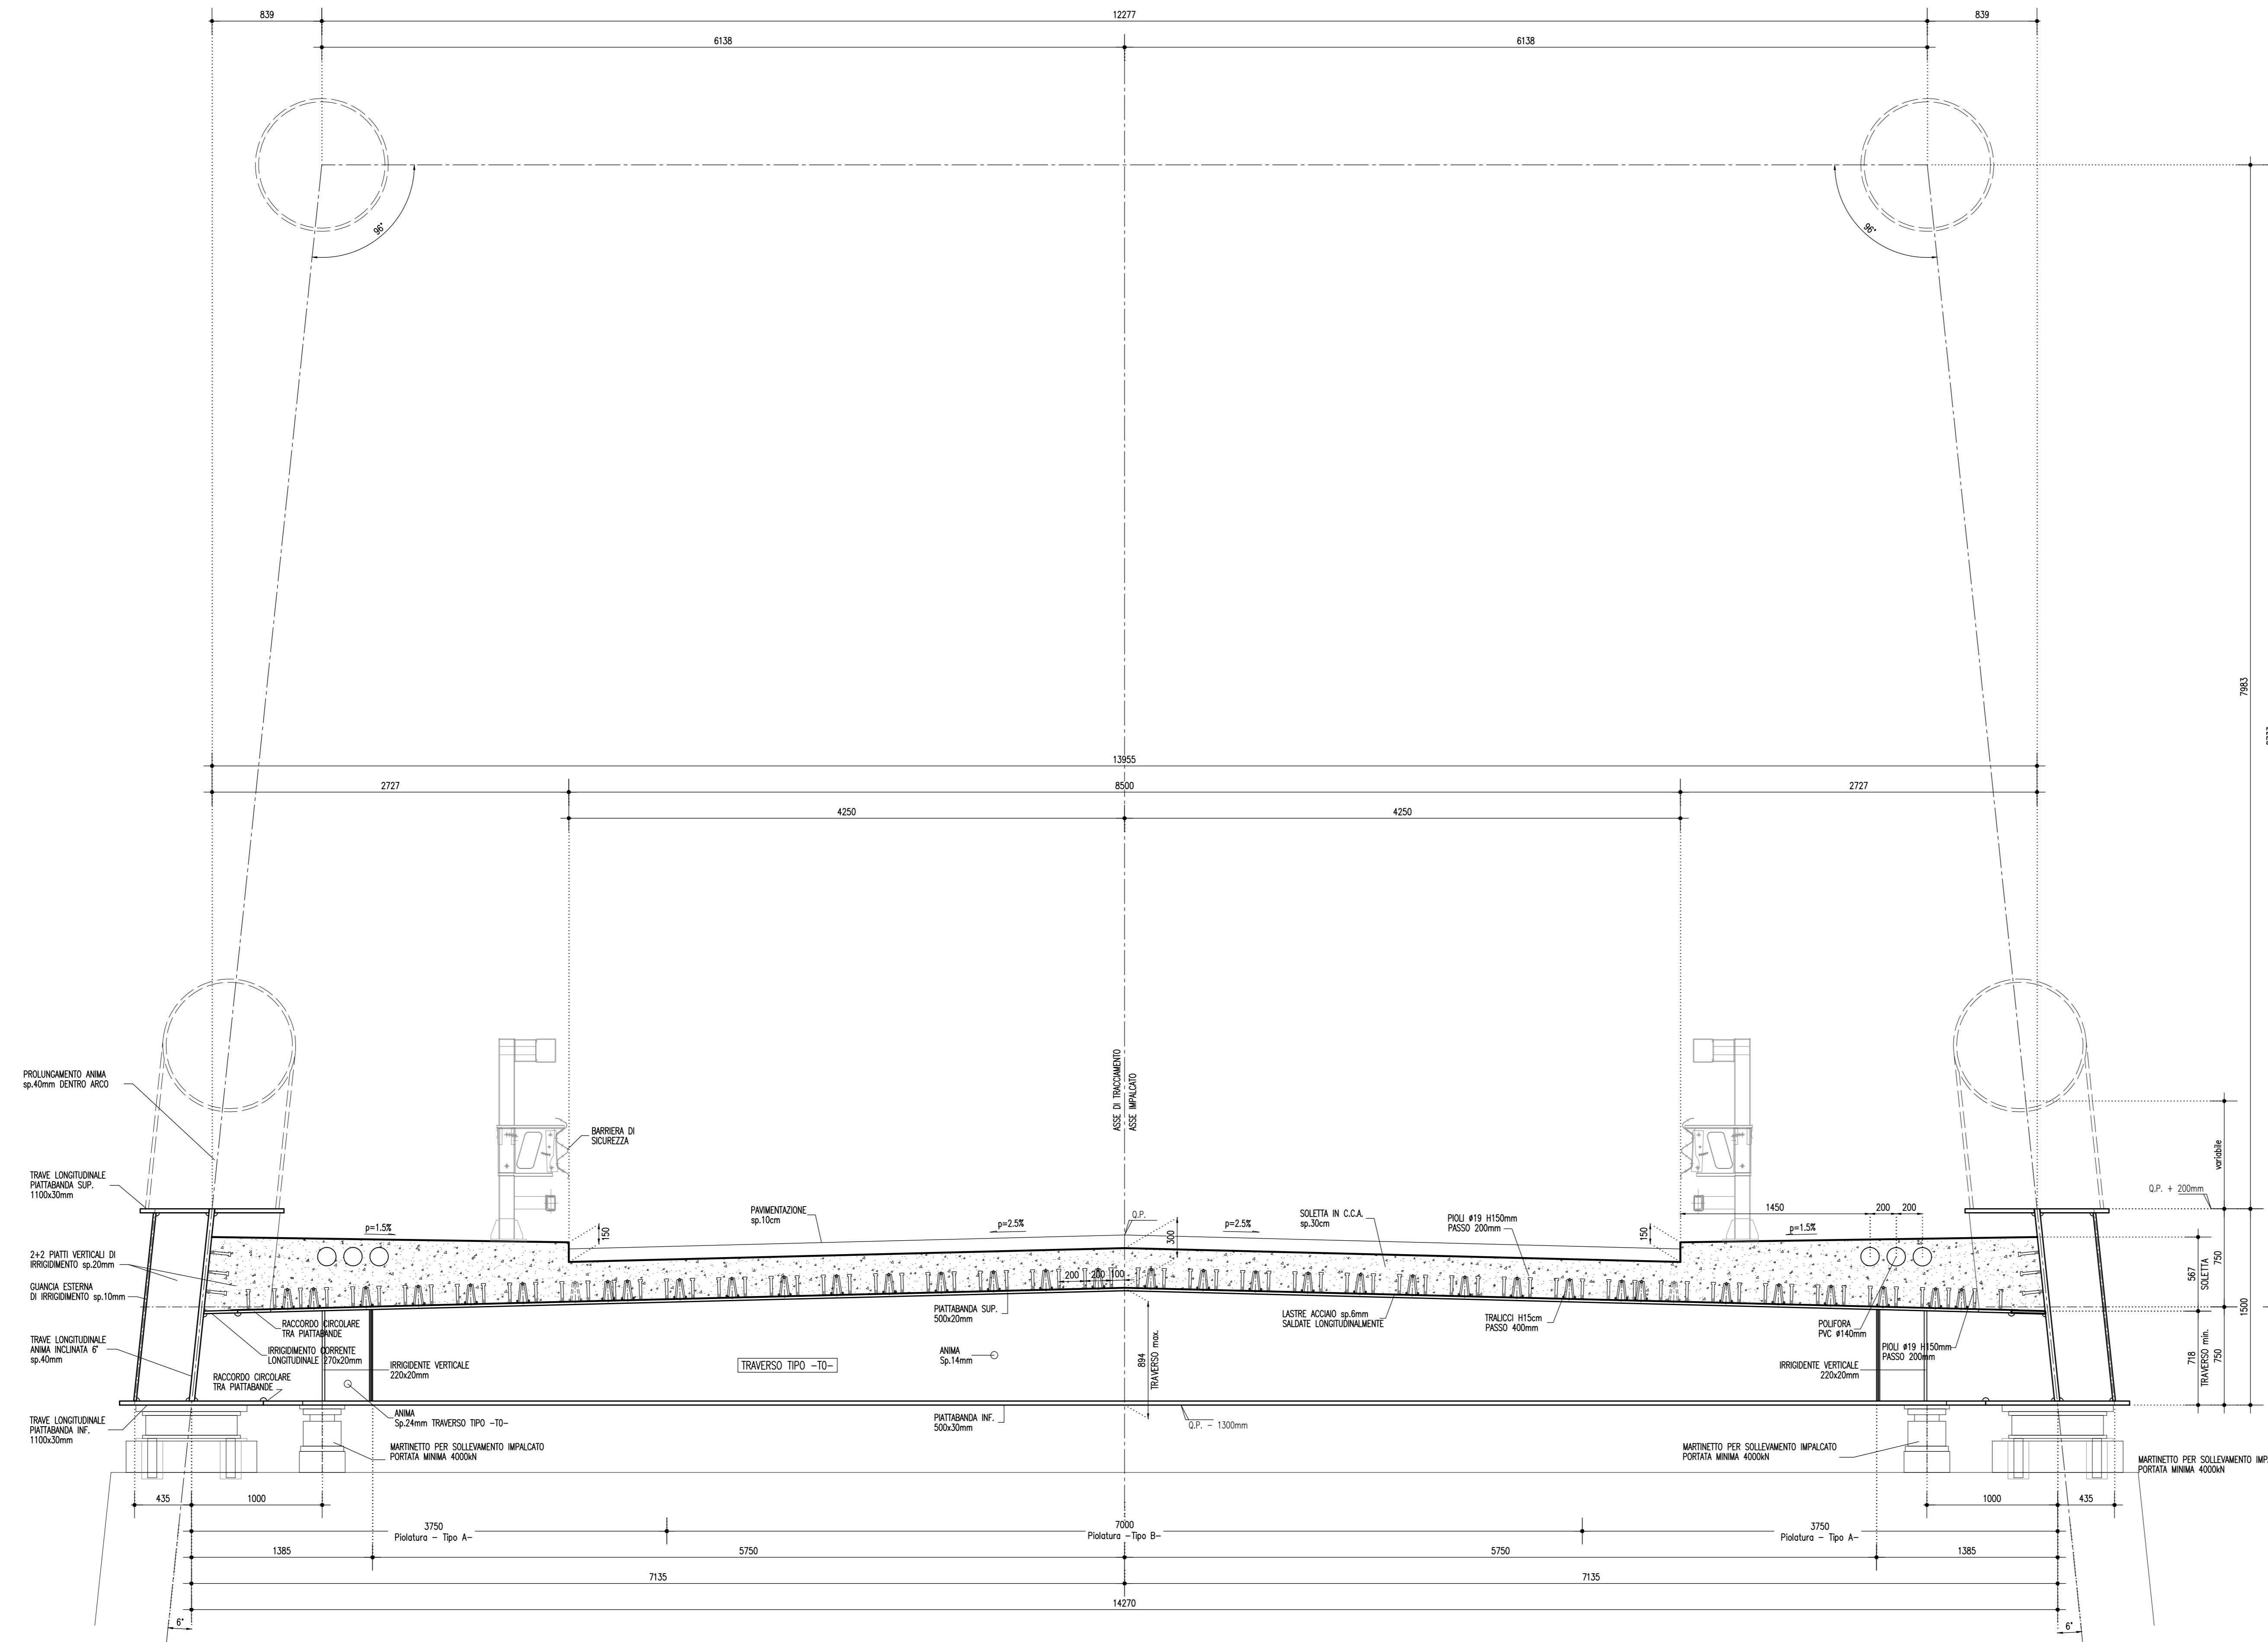 839
12277
839
6138
6138
96°
96°
7983
13955
2727
8500
2727
4250
4250
ASSE DI TRACCIAMENTO
ASSE IMPALCATO
PROLUNGAMENTO ANIMA
sp.40mm DENTRO ARCO
BARRIERA DI
SICUREZZA
variabile
TRAVE LONGITUDINALE
PIATTABANDA SUP.
1100x30mm
Q.P. + 200mm
p=1.5%
150
PAVIMENTAZIONE
sp.10cm
p=2.5%
Q.P.
300
p=2.5%
SOLETTA IN C.C.A.
sp.30cm
PIOLI ø19 H150mm
PASSO 200mm
150
1450
200
200
p=1.5%
2+2 PIATTI VERTICALI DI
IRRIGIDIMENTO sp.20mm
GUANCIA ESTERNA
DI IRRIGIDIMENTO sp.10mm
200
200
100
567
SOLETTA
750
1500
RACCORDO CIRCOLARE
TRA PIATTABANDE
PIATTABANDA SUP.
500x20mm
LASTRE ACCIAIO sp.6mm
SALDATE LONGITUDINALMENTE
TRALICCI H15cm
PASSO 400mm
POLIFORA
PVC ø140mm
TRAVE LONGITUDINALE
ANIMA INCLINATA 6°
sp.40mm
IRRIGIDIMENTO CORRENTE
LONGITUDINALE 270x20mm
PIOLI ø19 H150mm
PASSO 200mm
IRRIGIDENTE VERTICALE
220x20mm
TRAVERSO TIPO -T0-
ANIMA
Sp.14mm
894
TRAVERSO max.
IRRIGIDENTE VERTICALE
220x20mm
718
TRAVERSO min.
750
RACCORDO CIRCOLARE
TRA PIATTABANDE
TRAVE LONGITUDINALE
PIATTABANDA INF.
1100x30mm
ANIMA
Sp.24mm TRAVERSO TIPO -T0-
PIATTABANDA INF.
500x30mm
Q.P. - 1300mm
MARTINETTO PER SOLLEVAMENTO IMPALCATO
PORTATA MINIMA 4000kN
MARTINETTO PER SOLLEVAMENTO IMPALCATO
PORTATA MINIMA 4000kN
MARTINETTO PER SOLLEVAMENTO IMP
PORTATA MINIMA 4000kN
435
1000
1000
435
3750
Piolatura - Tipo A-
7000
Piolatura -Tipo B-
3750
Piolatura - Tipo A-
1385
5750
5750
1385
7135
7135
14270
6°
6°